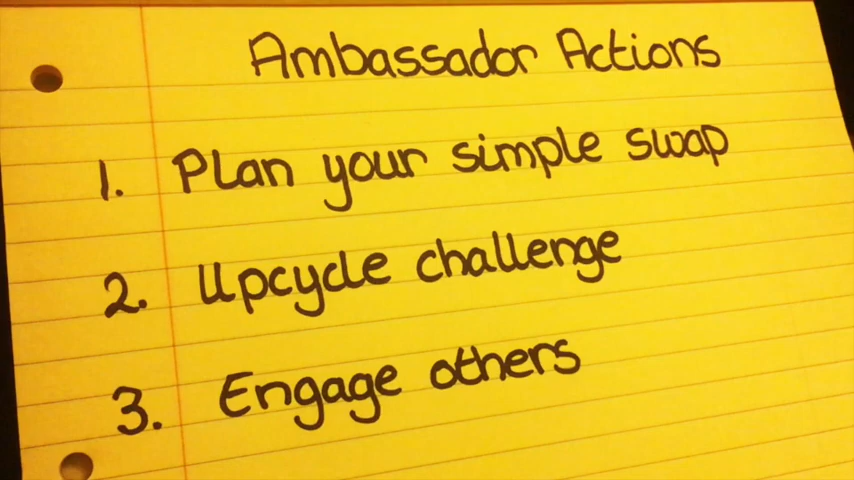 Ambassador Actions
1. Plan your simple swap
2. Upcycle challenge
3. Engage others